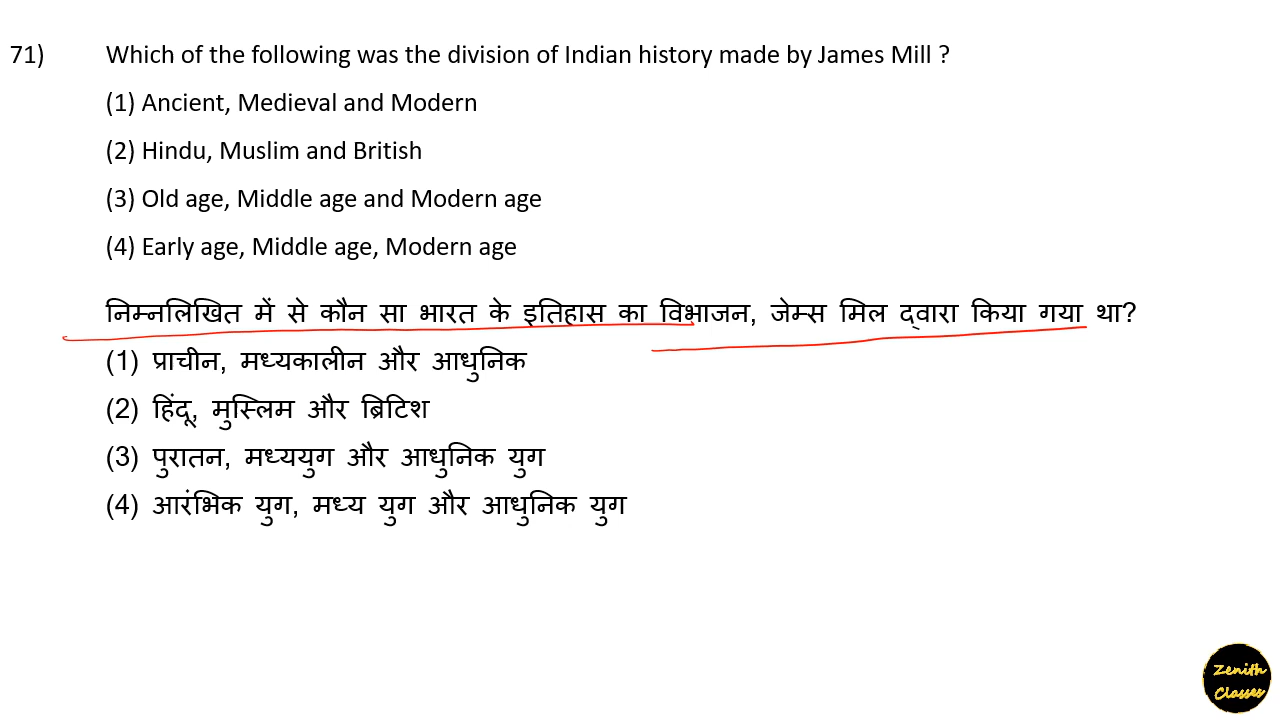 71) Which of the following was the division of Indian history made by James Mill ?
(1) Ancient, Medieval and Modern
(2) Hindu, Muslim and British
(3) Old age, Middle age and Modern age
(4) Early age, Middle age, Modern age
निम्नलिखित में से कौन सा भारत के इतिहास का विभाजन, जेम्स मिल द्वारा किया गया था?
(1) प्राचीन, मध्यकालीन और आधुनिक
(2) हिंदू, मुस्लिम और ब्रिटिश
(3) पुरातन, मध्ययुग और आधुनिक युग
(4) आरंभिक युग, मध्य युग और आधुनिक युग
Zenith
Classes